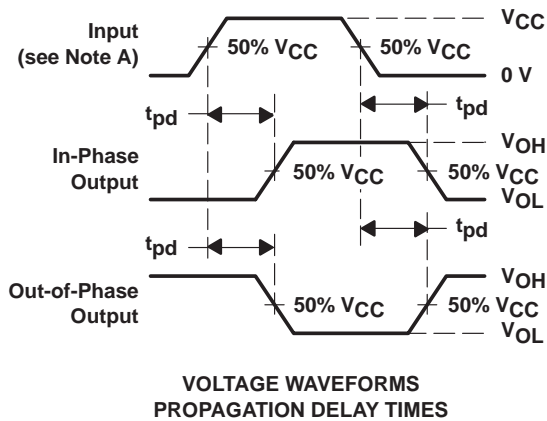 Input
(see Note A)
50% VCC
50% VCC
VCC
0 V
tpd
tpd
In-Phase
Output
50% VCC
VOH
50% VCC
VOL
tpd
tpd
Out-of-Phase
Output
50% VCC
VOH
50% VCC
VOL
VOLTAGE WAVEFORMS
PROPAGATION DELAY TIMES